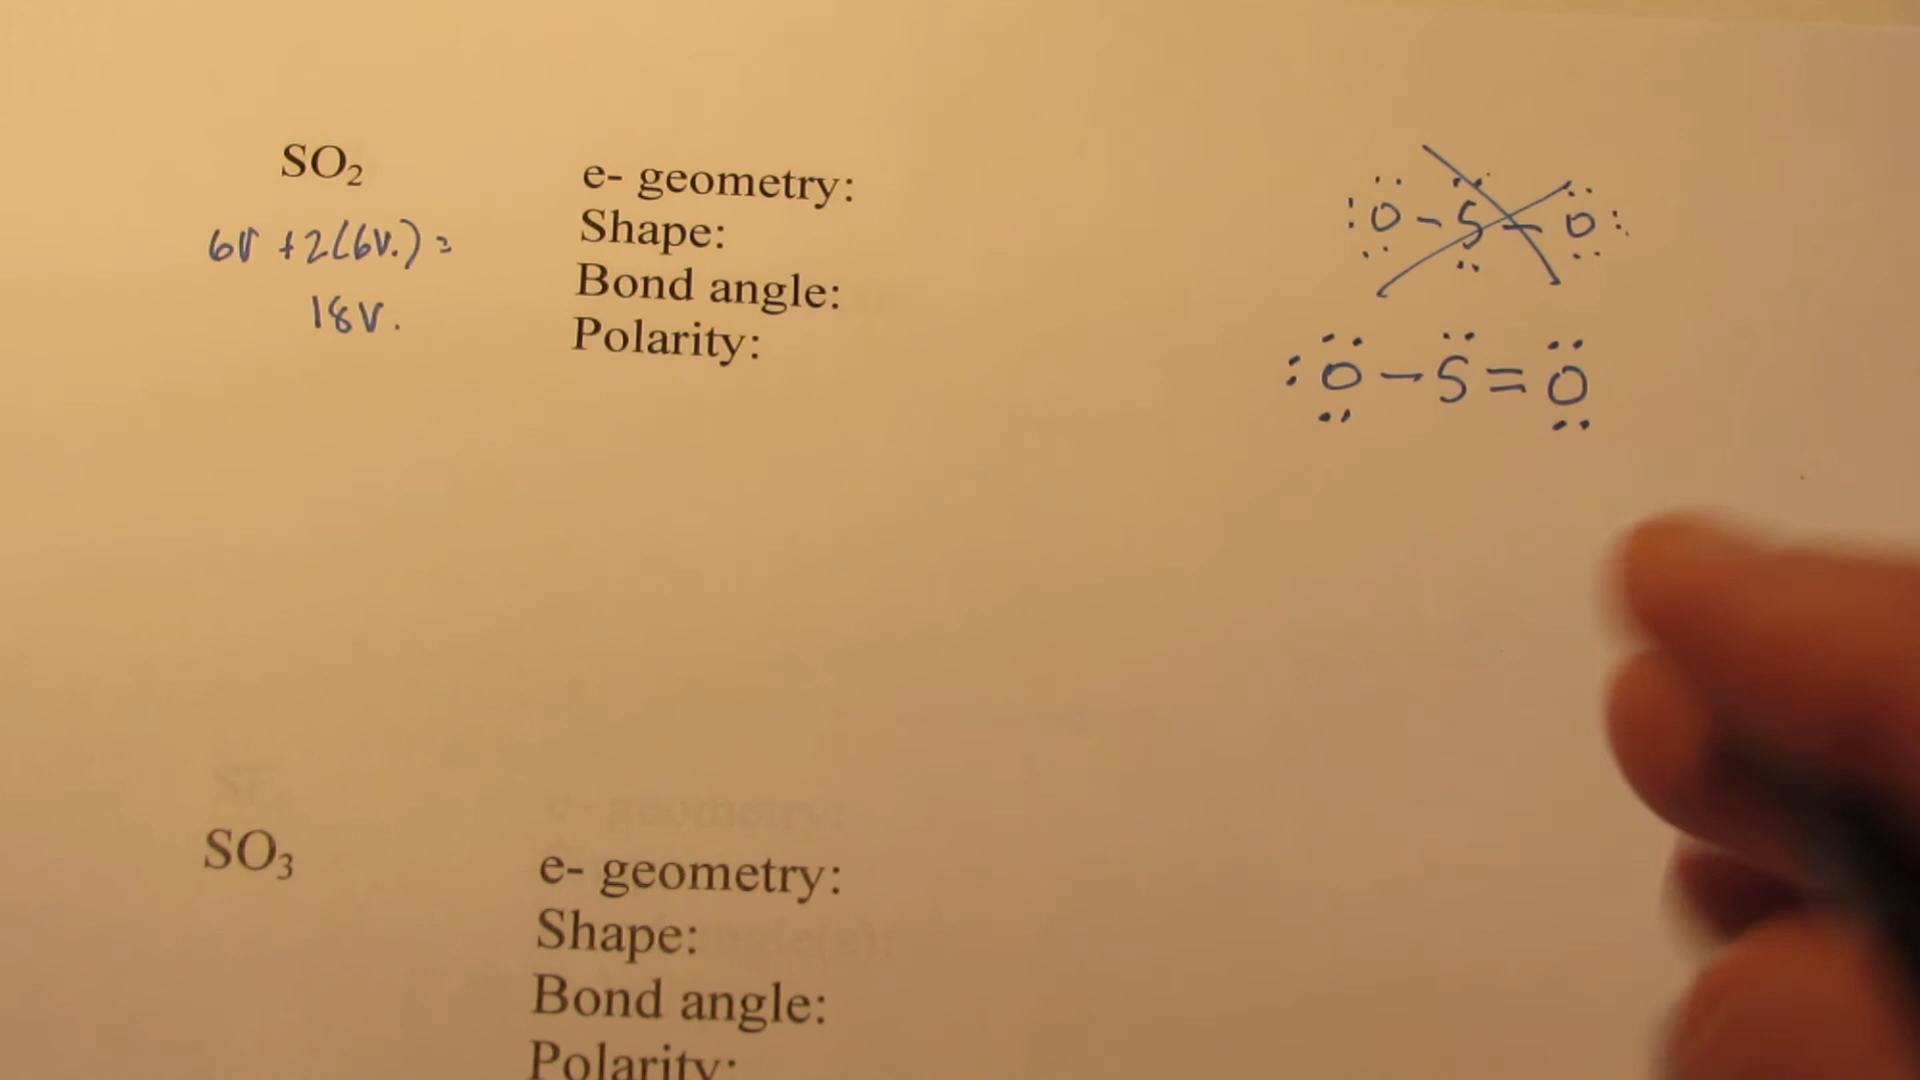 SO₂
6V + 2(6V.) =
18V.
e- geometry:
Shape:
Bond angle:
Polarity:
:O - S - O:
:O - S = O
SO₃
e- geometry:
Shape:
Bond angle:
Polarity: